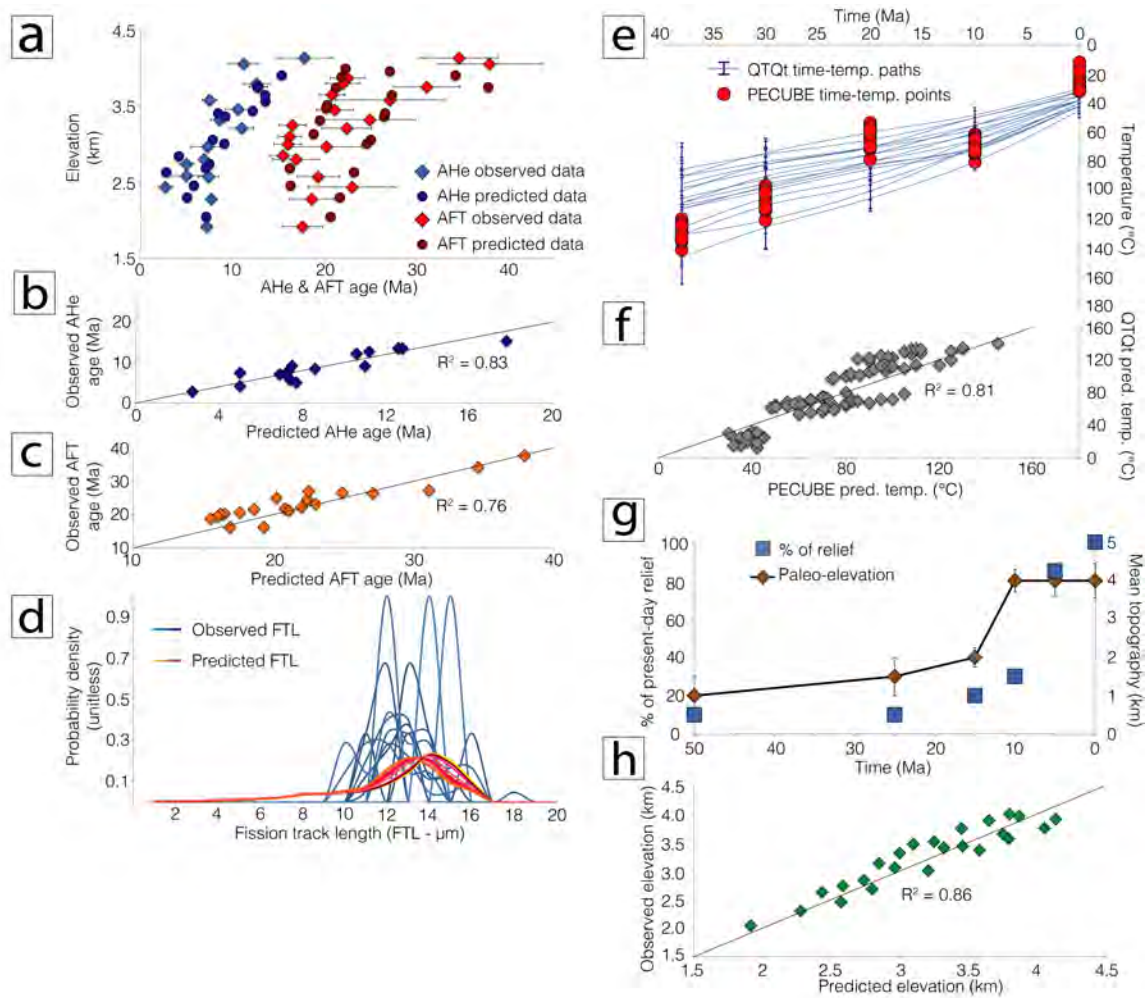 a
4.5
3.5
2.5
1.5
Elevation
(km)
AHe observed data
AHe predicted data
AFT observed data
AFT predicted data
0 10 20 30 40
AHe & AFT age (Ma)
b
Observed AHe
age (Ma)
20
10
0
R² = 0.83
0 4 8 12 16 20
Predicted AHe age (Ma)
c
Observed AFT
age (Ma)
40
30
20
10
R² = 0.76
10 20 30 40
Predicted AFT age (Ma)
d
Probability density
(unitless)
0.9
0.7
0.5
0.3
0.1
Observed FTL
Predicted FTL
2 4 6 8 10 12 14 16 18 20
Fission track length (FTL - μm)
e
Time (Ma)
40 35 30 25 20 15 10 5 0
QTQt time-temp. paths
PECUBE time-temp. points
0
20
40
60
80
100
120
140
160
180
Temperature (°C)
f
160
120
80
40
0
QTQt pred. temp. (°C)
R² = 0.81
0 40 80 120 160
PECUBE pred. temp. (°C)
g
% of present-day relief
100
80
60
40
20
0
% of relief
Paleo-elevation
5
4
3
2
1
0
Mean topography (km)
50 40 30 20 10 0
Time (Ma)
h
Observed elevation (km)
4.5
4.0
3.5
3.0
2.5
2.0
1.5
R² = 0.86
1.5 2 2.5 3 3.5 4 4.5
Predicted elevation (km)